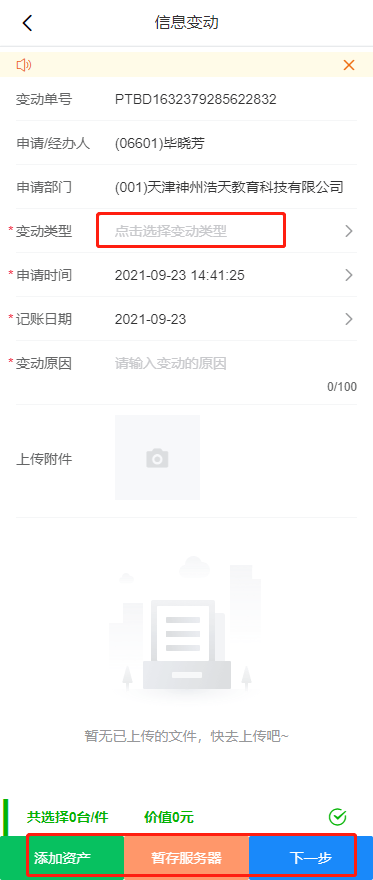 信息变动
变动单号 PTBD1632379285622832
申请/经办人 (06601)毕晓芳
申请部门 (001)天津神州浩天教育科技有限公司
*变动类型 点击选择变动类型
*申请时间 2021-09-23 14:41:25
*记账日期 2021-09-23
*变动原因 请输入变动的原因
0/100
上传附件
暂无已上传的文件，快去上传吧~
共选择0台/件 价值0元
添加资产 暂存服务器 下一步